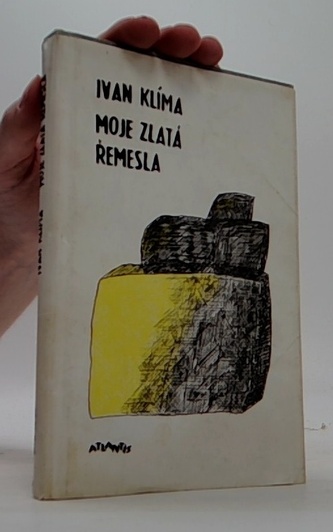 IVAN KLÍMA
MOJE ZLATÁ
ŘEMESLA
ATLANTIS